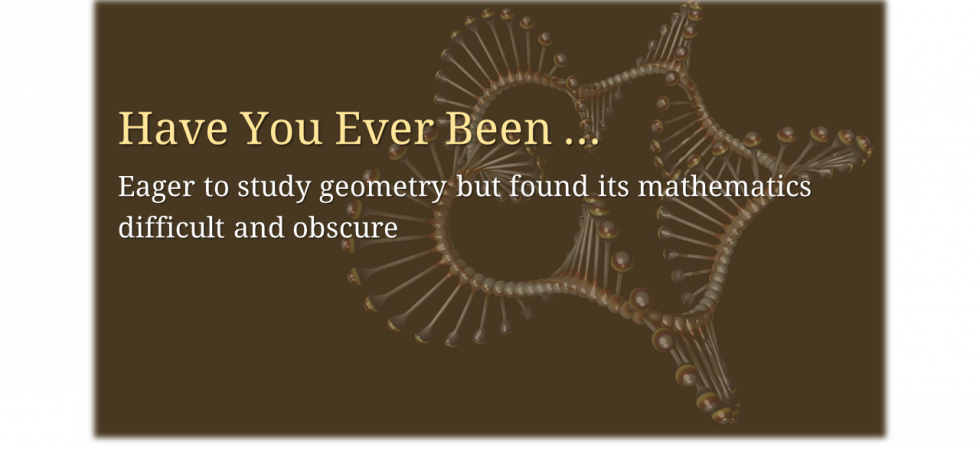 Have You Ever Been ...
Eager to study geometry but found its mathematics
difficult and obscure